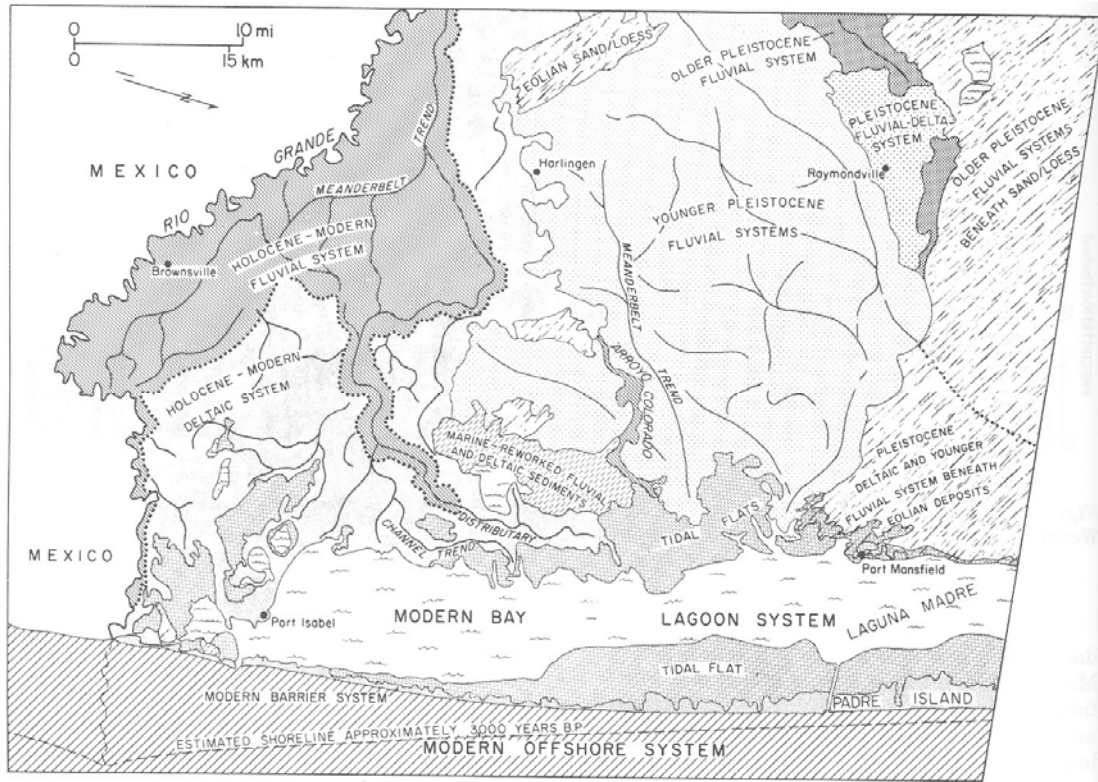 0 10 mi
0 15 km
N
MEXICO
RIO GRANDE
MEANDERBELT TREND
HOLOCENE-MODERN
FLUVIAL SYSTEM
Brownsville
EOLIAN SAND/LOESS
OLDER PLEISTOCENE
FLUVIAL SYSTEM
PLEISTOCENE
FLUVIAL-DELTA
SYSTEM
Raymondville
OLDER PLEISTOCENE
FLUVIAL SYSTEMS
BENEATH SAND/LOESS
Harlingen
YOUNGER PLEISTOCENE
FLUVIAL SYSTEMS
MEANDERBELT TREND
ARROYO COLORADO
HOLOCENE-MODERN
DELTAIC SYSTEM
MARINE-REWORKED FLUVIAL
AND DELTAIC SEDIMENTS
PLEISTOCENE
DELTAIC AND YOUNGER
FLUVIAL SYSTEM BENEATH
EOLIAN DEPOSITS
DISTRIBUTARY
CHANNEL TREND
TIDAL FLATS
MEXICO
Port Isabel
Port Mansfield
MODERN BAY - LAGOON SYSTEM
LAGUNA MADRE
TIDAL FLAT
MODERN BARRIER SYSTEM
PADRE ISLAND
ESTIMATED SHORELINE APPROXIMATELY 3000 YEARS B.P.
MODERN OFFSHORE SYSTEM